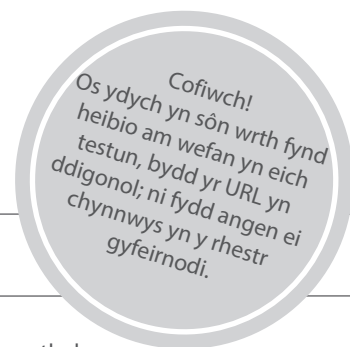 Cofiwch!
Os ydych yn sôn wrth fynd
heibio am wefan yn eich
testun, bydd yr URL yn
ddigonol; ni fydd angen ei
chynnwys yn y rhestr
gyfeirnodi.